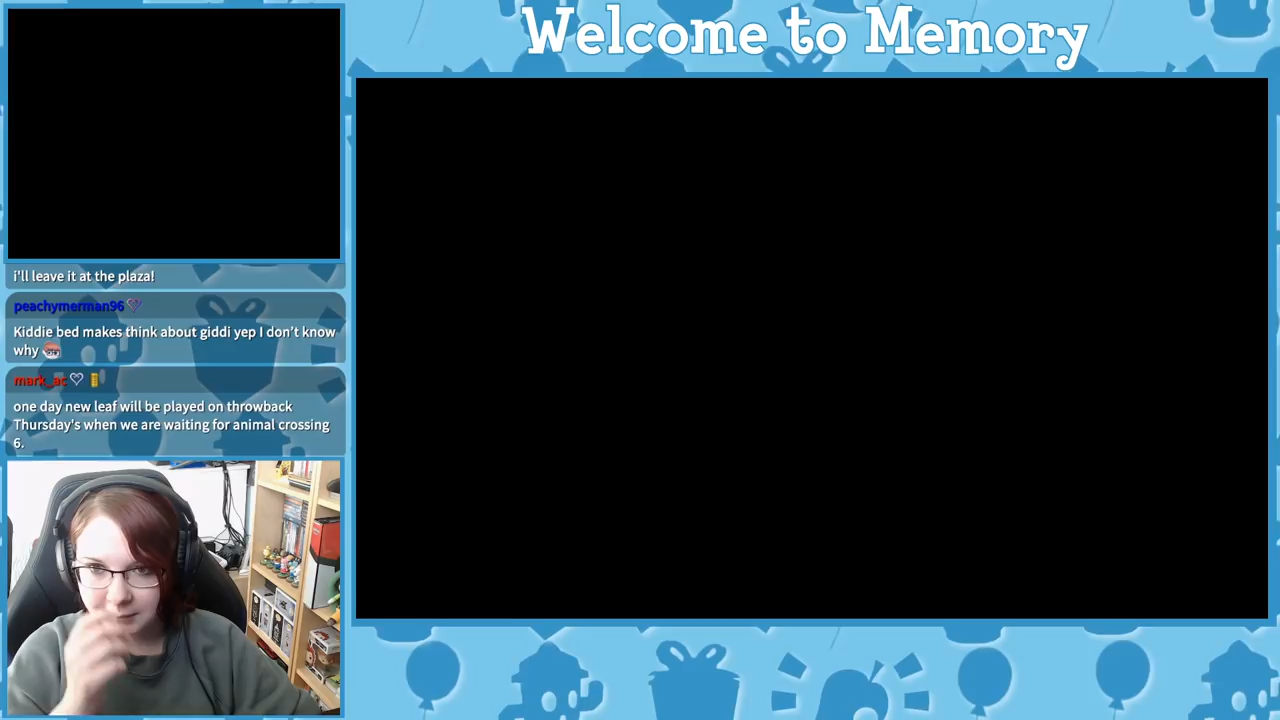 Welcome to Memory
i'll leave it at the plaza!
peachymerman96
Kiddie bed makes think about giddi yep I don't know
why
mark_ac
one day new leaf will be played on throwback
Thursday's when we are waiting for animal crossing
6.